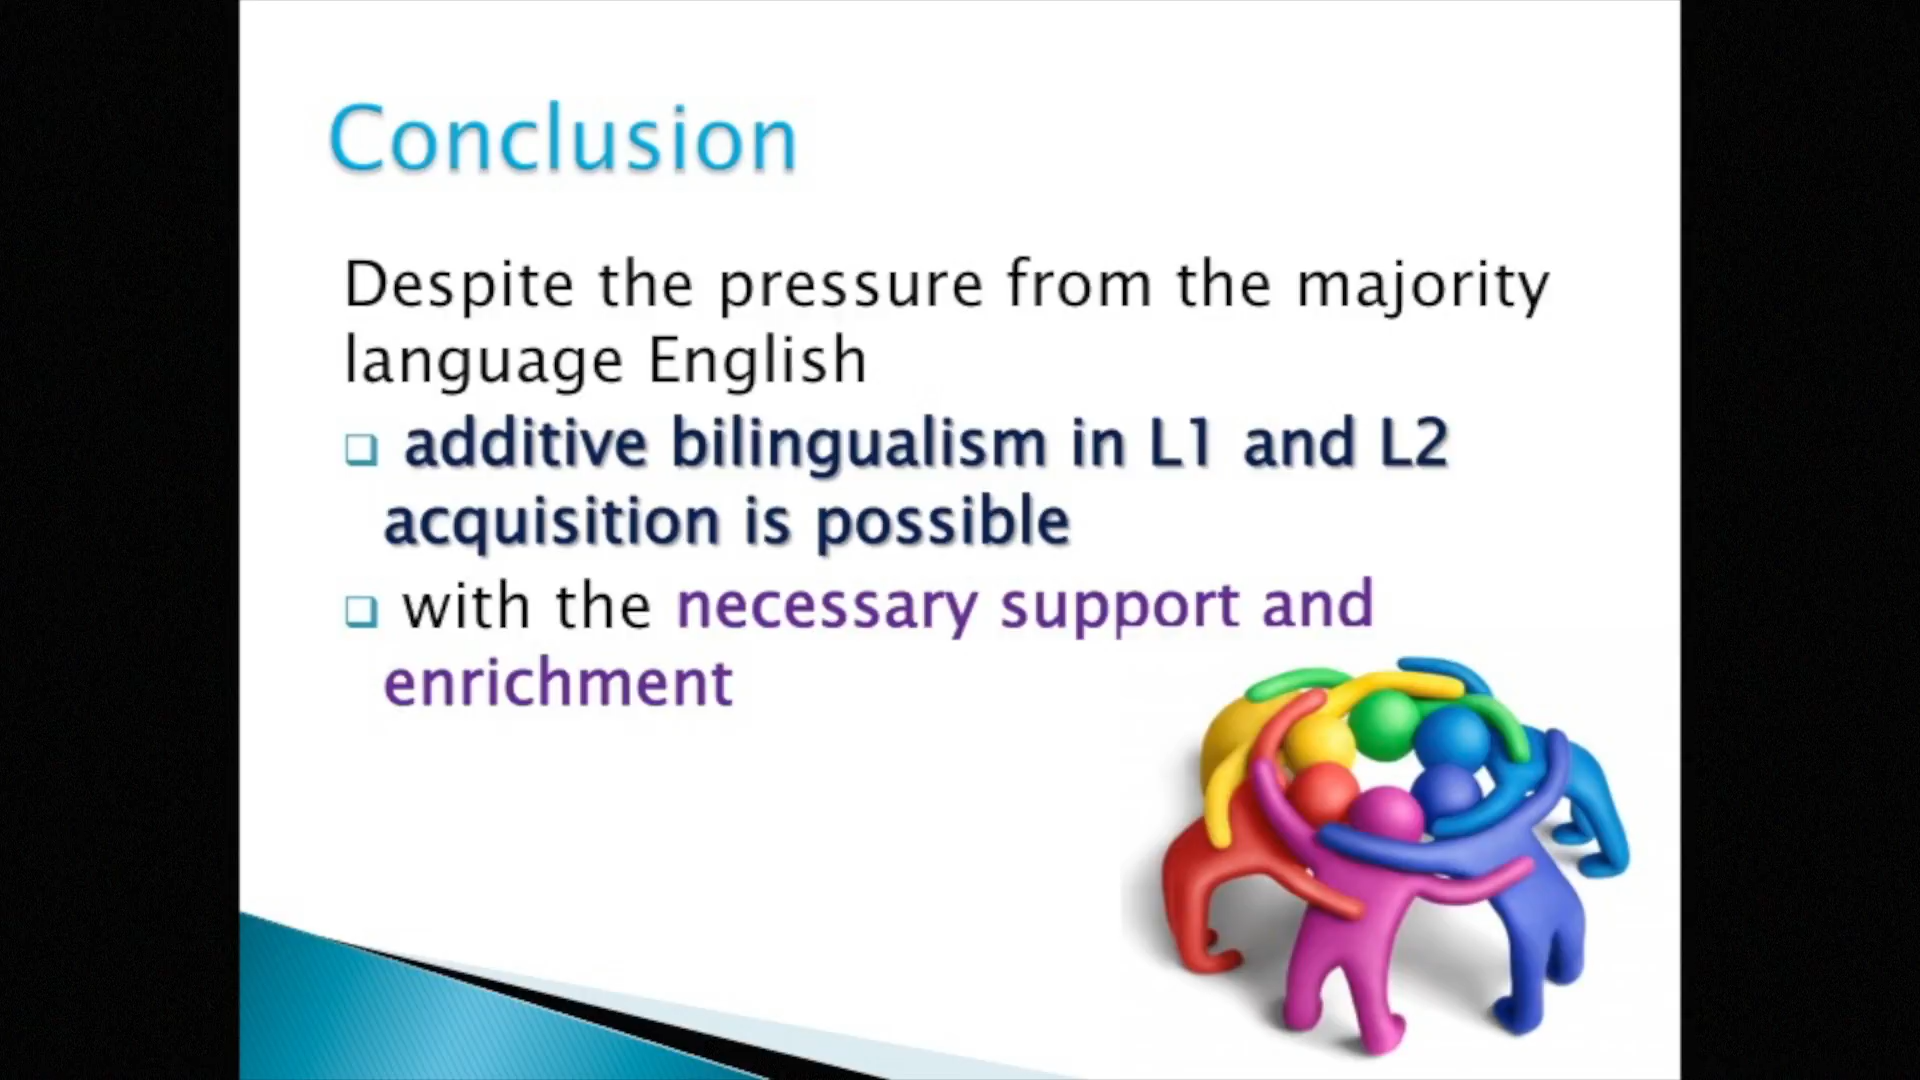 Conclusion
Despite the pressure from the majority
language English
additive bilingualism in L1 and L2
acquisition is possible
with the necessary support and
enrichment